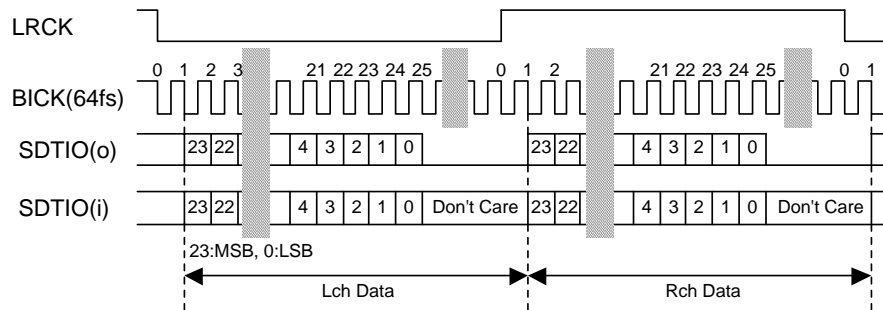 LRCK
0 1 2 3 21 22 23 24 25 0 1 2 21 22 23 24 25 0 1
BICK(64fs)
SDTIO(o) 23 22 4 3 2 1 0 23 22 4 3 2 1 0
SDTIO(i) 23 22 4 3 2 1 0 Don't Care 23 22 4 3 2 1 0 Don't Care
23:MSB, 0:LSB
Lch Data Rch Data